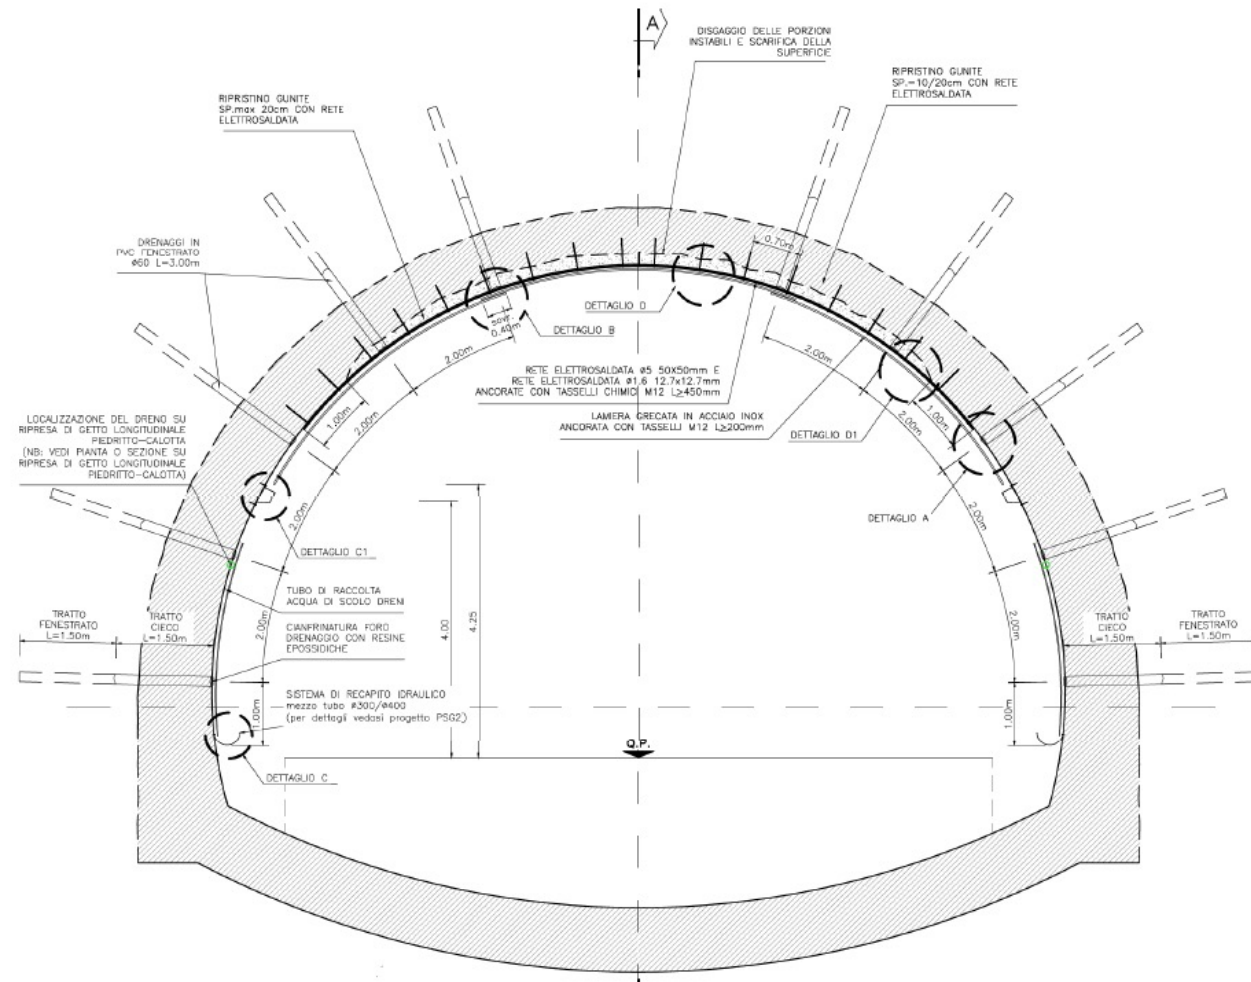 A
DISGAGGIO DELLE PORZIONI
INSTABILI E SCARIFICA DELLA
SUPERFICIE
RIPRISTINO GUNITE
SP.=10/20cm CON RETE
ELETTROSALDATA
RIPRISTINO GUNITE
SP.max 20cm CON RETE
ELETTROSALDATA
DRENAGGI IN
PVC FENESTRATO
ø60 L=3.00m
0.70m
DETTAGLIO D
DETTAGLIO B
Sovr.
0.40m
2.00m
2.00m
RETE ELETTROSALDATA ø5 50X50mm E
RETE ELETTROSALDATA ø1.6 12.7x12.7mm
ANCORATE CON TASSELLI CHIMICI M12 L≥450mm
LAMIERA GRECATA IN ACCIAIO INOX
ANCORATA CON TASSELLI M12 L≥200mm
DETTAGLIO D1
1.00m
2.00m
2.00m
1.00m
LOCALIZZAZIONE DEL DRENO SU
RIPRESA DI GETTO LONGITUDINALE
PIEDRITTO-CALOTTA
(NB: VEDI PIANTA O SEZIONE SU
RIPRESA DI GETTO LONGITUDINALE
PIEDRITTO-CALOTTA)
2.00m
2.00m
DETTAGLIO A
DETTAGLIO C1
TUBO DI RACCOLTA
ACQUA DI SCOLO DRENI
4.00
4.25
TRATTO
FENESTRATO
L=1.50m
TRATTO
CIECO
L=1.50m
2.00m
CIANFRINATURA FORO
DRENAGGIO CON RESINE
EPOSSIDICHE
2.00m
TRATTO
CIECO
L=1.50m
TRATTO
FENESTRATO
L=1.50m
1.00m
SISTEMA DI RECAPITO IDRAULICO
mezzo tubo ø300/ø400
(per dettagli vedasi progetto PSG2)
1.00m
Q.P.
DETTAGLIO C